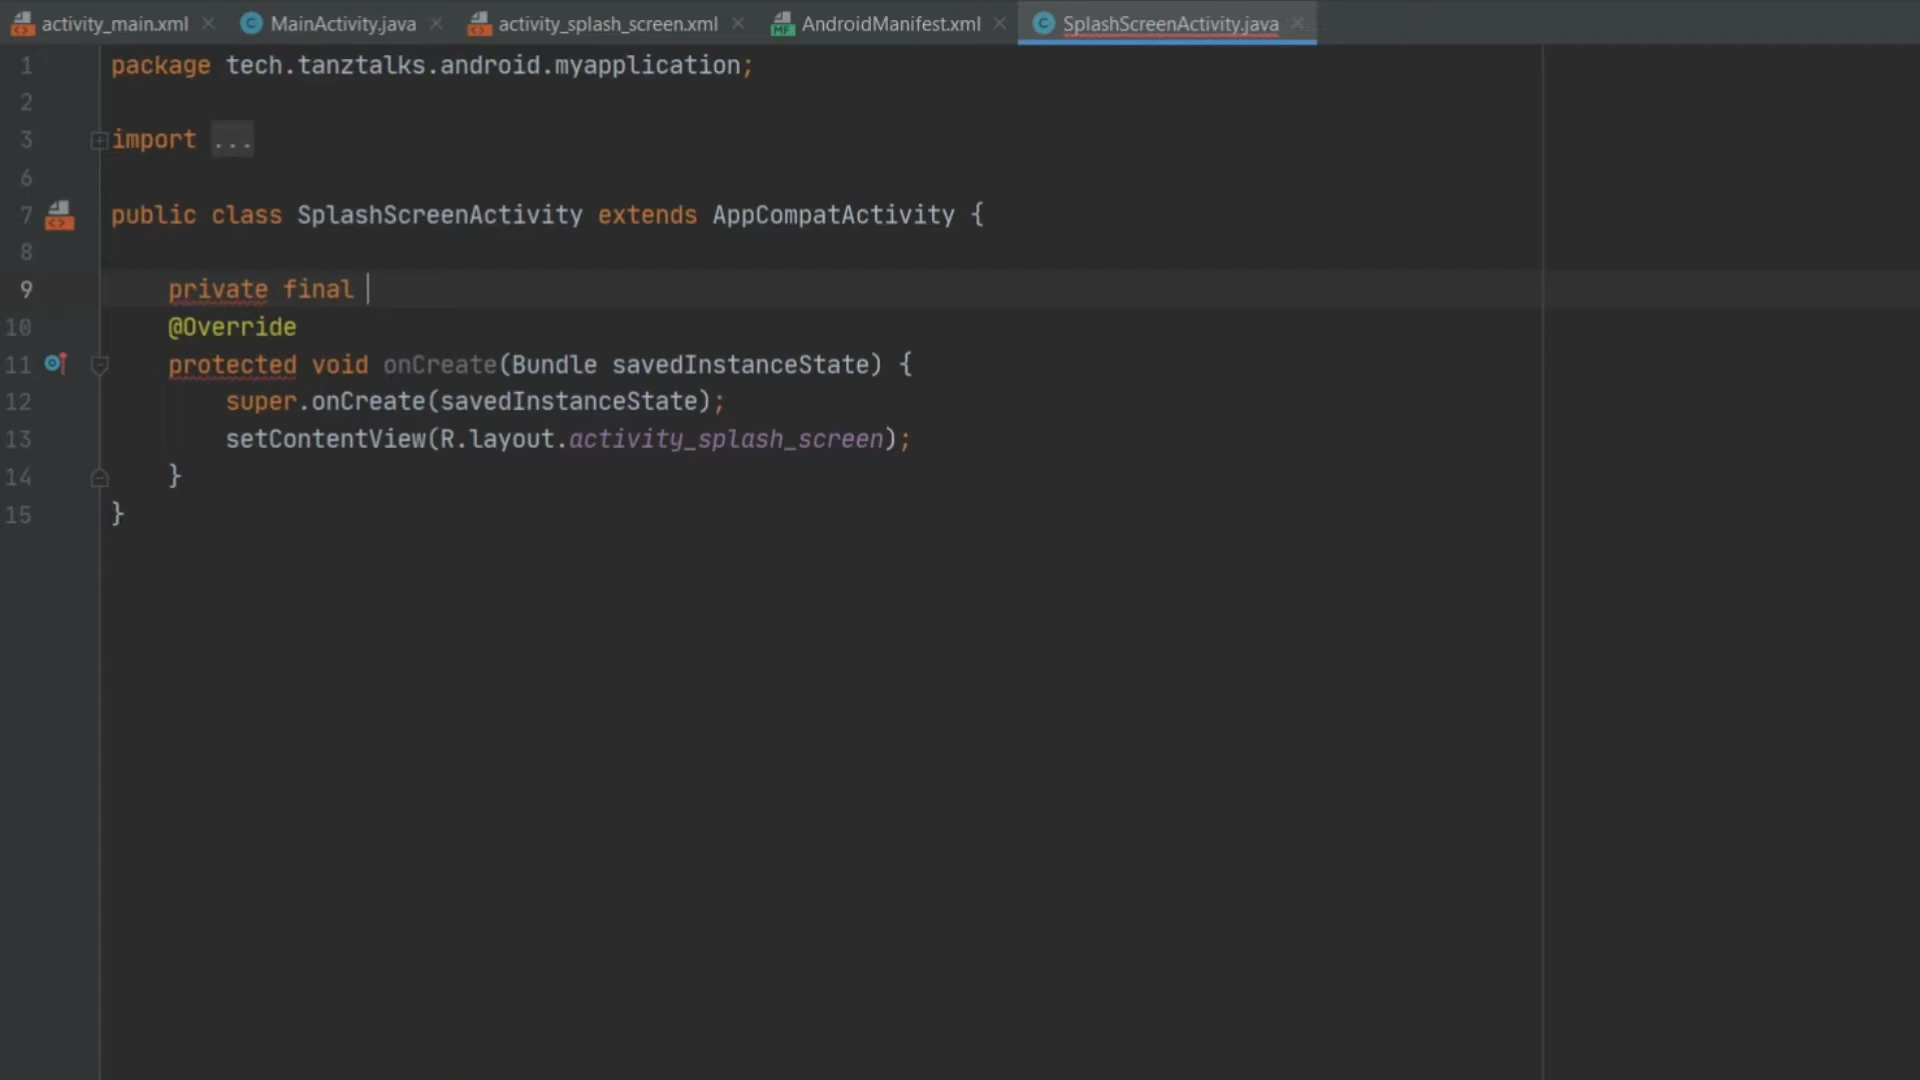 activity_main.xml MainActivity.java activity_splash_screen.xml AndroidManifest.xml SplashScreenActivity.java
1 package tech.tanztalks.android.myapplication;
2
3 import ...
6
7 public class SplashScreenActivity extends AppCompatActivity {
8
9 private final
10 @Override
11 protected void onCreate(Bundle savedInstanceState) {
12 super.onCreate(savedInstanceState);
13 setContentView(R.layout.activity_splash_screen);
14 }
15 }